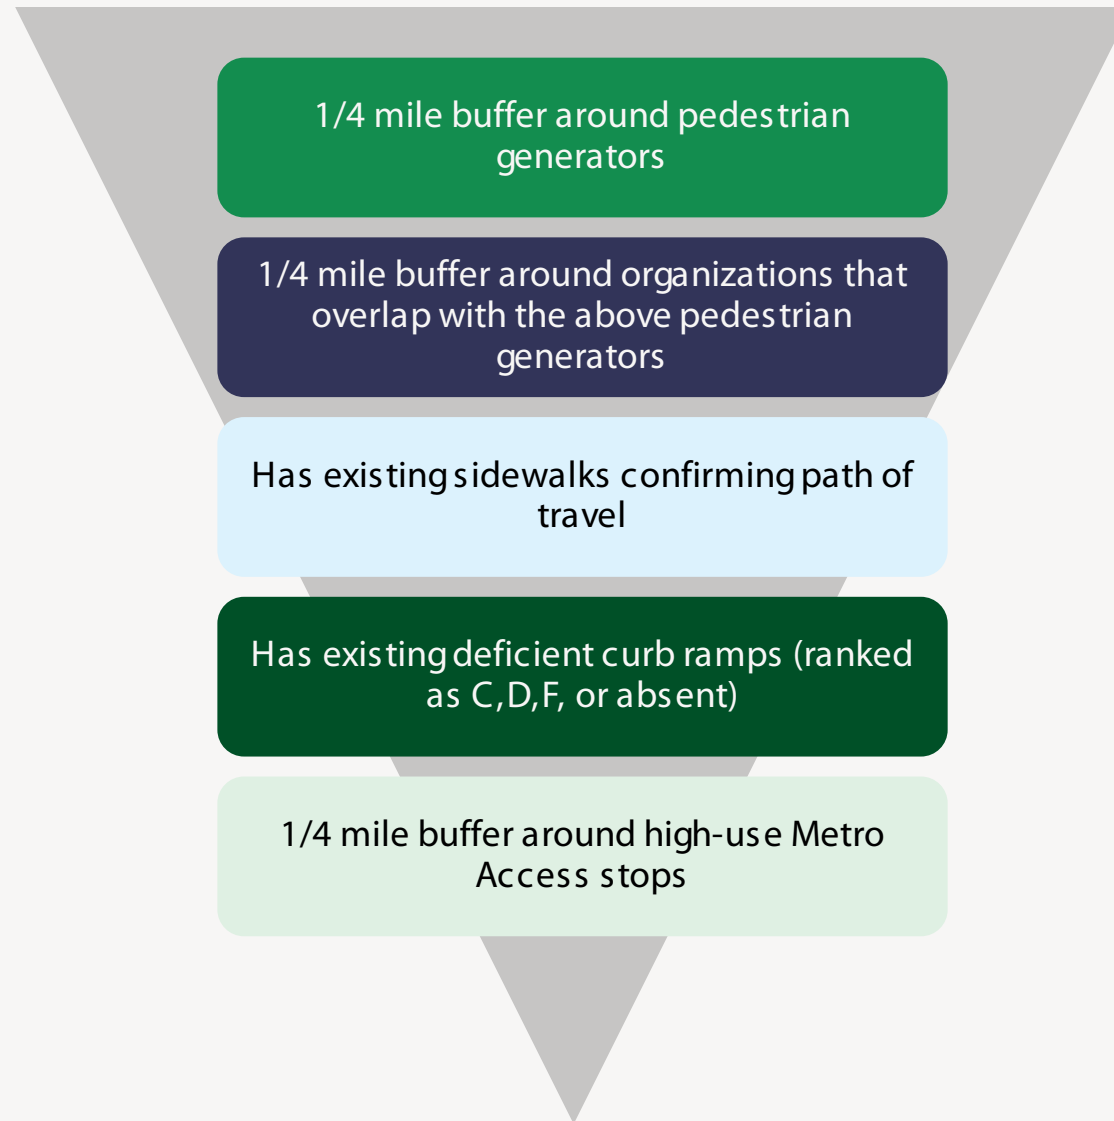 1/4 mile buffer around pedestrian
generators
1/4 mile buffer around organizations that
overlap with the above pedestrian
generators
Has existing sidewalks confirming path of
travel
Has existing deficient curb ramps (ranked
as C,D,F, or absent)
1/4 mile buffer around high-use Metro
Access stops